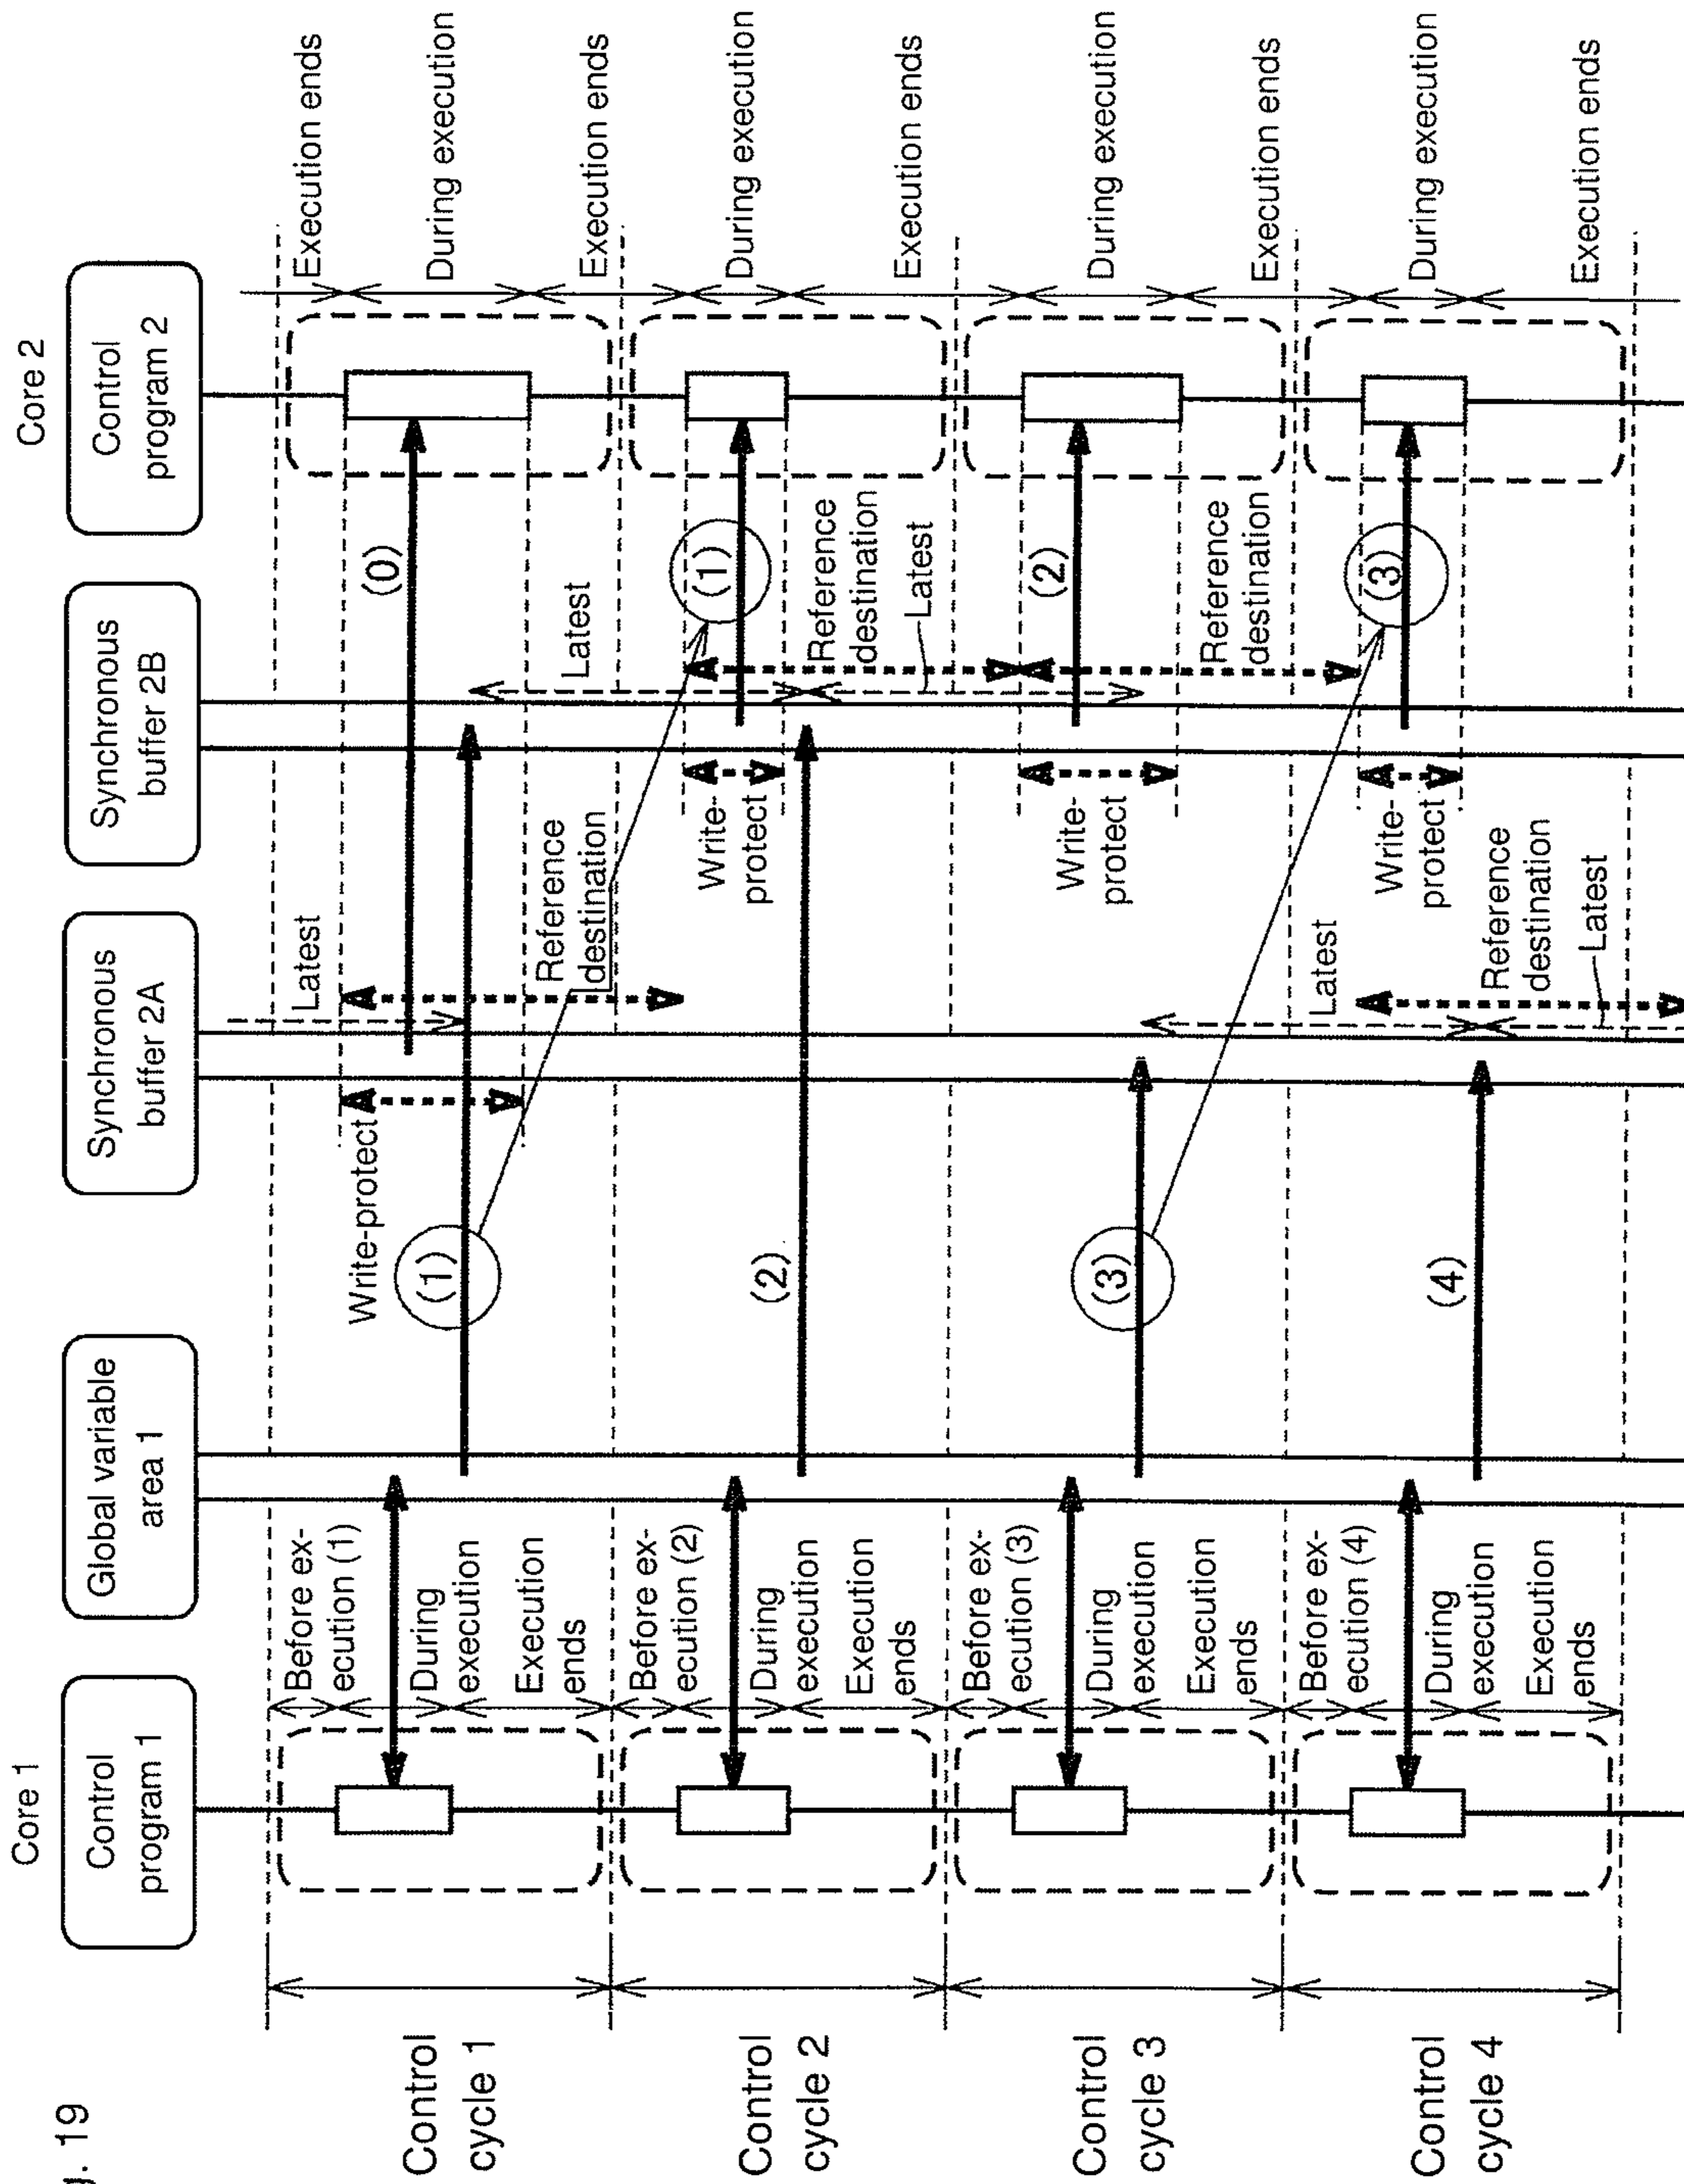 g. 19
Core 1
Core 2
Control
program 1
Global variable
area 1
Synchronous
buffer 2A
Synchronous
buffer 2B
Control
program 2
Control
cycle 1
Before ex-
ecution (1)
During
execution
Execution
ends
Write-protect
(1)
Latest
Reference
destination
(0)
Latest
Execution ends
During execution
Execution ends
Control
cycle 2
Before ex-
ecution (2)
During
execution
Execution
ends
(2)
Write-
protect
(1)
Reference
destination
Latest
During execution
Execution ends
Control
cycle 3
Before ex-
ecution (3)
During
execution
Execution
ends
(3)
Write-
protect
(2)
Reference
destination
During execution
Execution ends
Control
cycle 4
Before ex-
ecution (4)
During
execution
Execution
ends
(4)
Latest
Reference
destination
Latest
Write-
protect
(3)
During execution
Execution ends